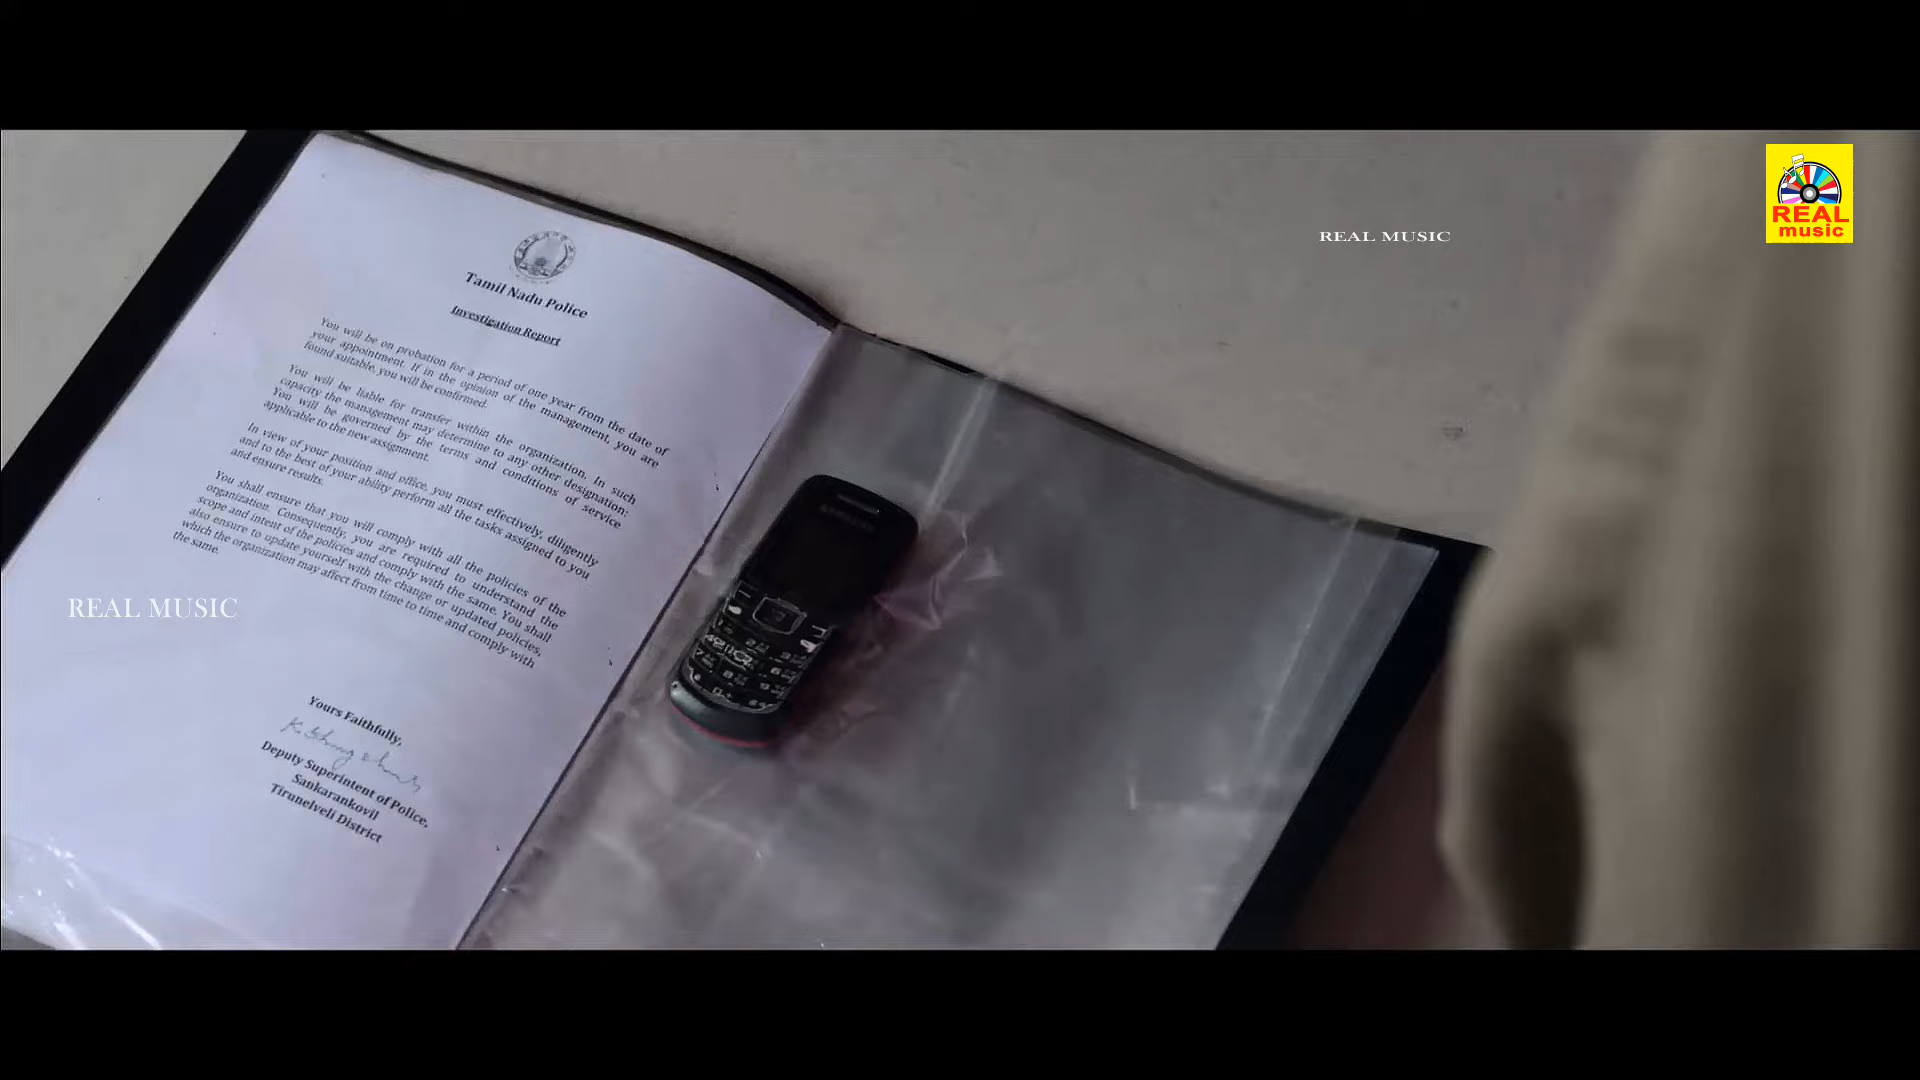 Tamil Nadu Police
Investigation Report
You will be on probation for a period of one year from the date of
your appointment. If in the opinion of the management, you are
found suitable, you will be confirmed.
You will be liable for transfer within the organization. In such
capacity the management may determine to any other designation:
You will be governed by the terms and conditions of service
applicable to the new assignment.
In view of your position and office, you must effectively, diligently
and to the best of your ability perform all the tasks assigned to you
and ensure results.
You shall ensure that you will comply with all the policies of the
organization. Consequently, you are required to understand the
scope and intent of the policies and comply with the same. You shall
also ensure to update yourself with the change or updated policies,
which the organization may affect from time to time and comply with
the same.
Yours Faithfully,
Deputy Superintent of Police,
Sankarankovil
Tirunelveli District
SAMSUNG
REAL MUSIC
REAL MUSIC
REAL
music